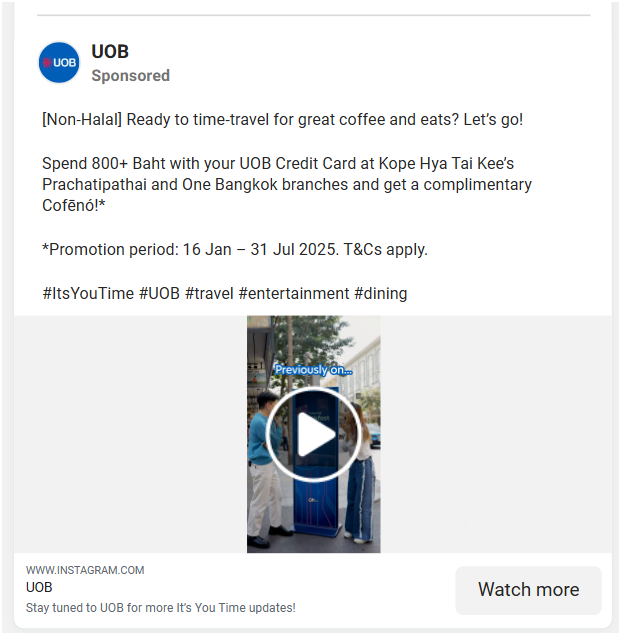 UOB
UOB
Sponsored
[Non-Halal] Ready to time-travel for great coffee and eats? Let’s go!
Spend 800+ Baht with your UOB Credit Card at Kope Hya Tai Kee’s
Prachatipathai and One Bangkok branches and get a complimentary
Cofēnó!*
*Promotion period: 16 Jan – 31 Jul 2025. T&Cs apply.
#ItsYouTime #UOB #travel #entertainment #dining
Previously on...
WWW.INSTAGRAM.COM
UOB
Stay tuned to UOB for more It’s You Time updates!
Watch more